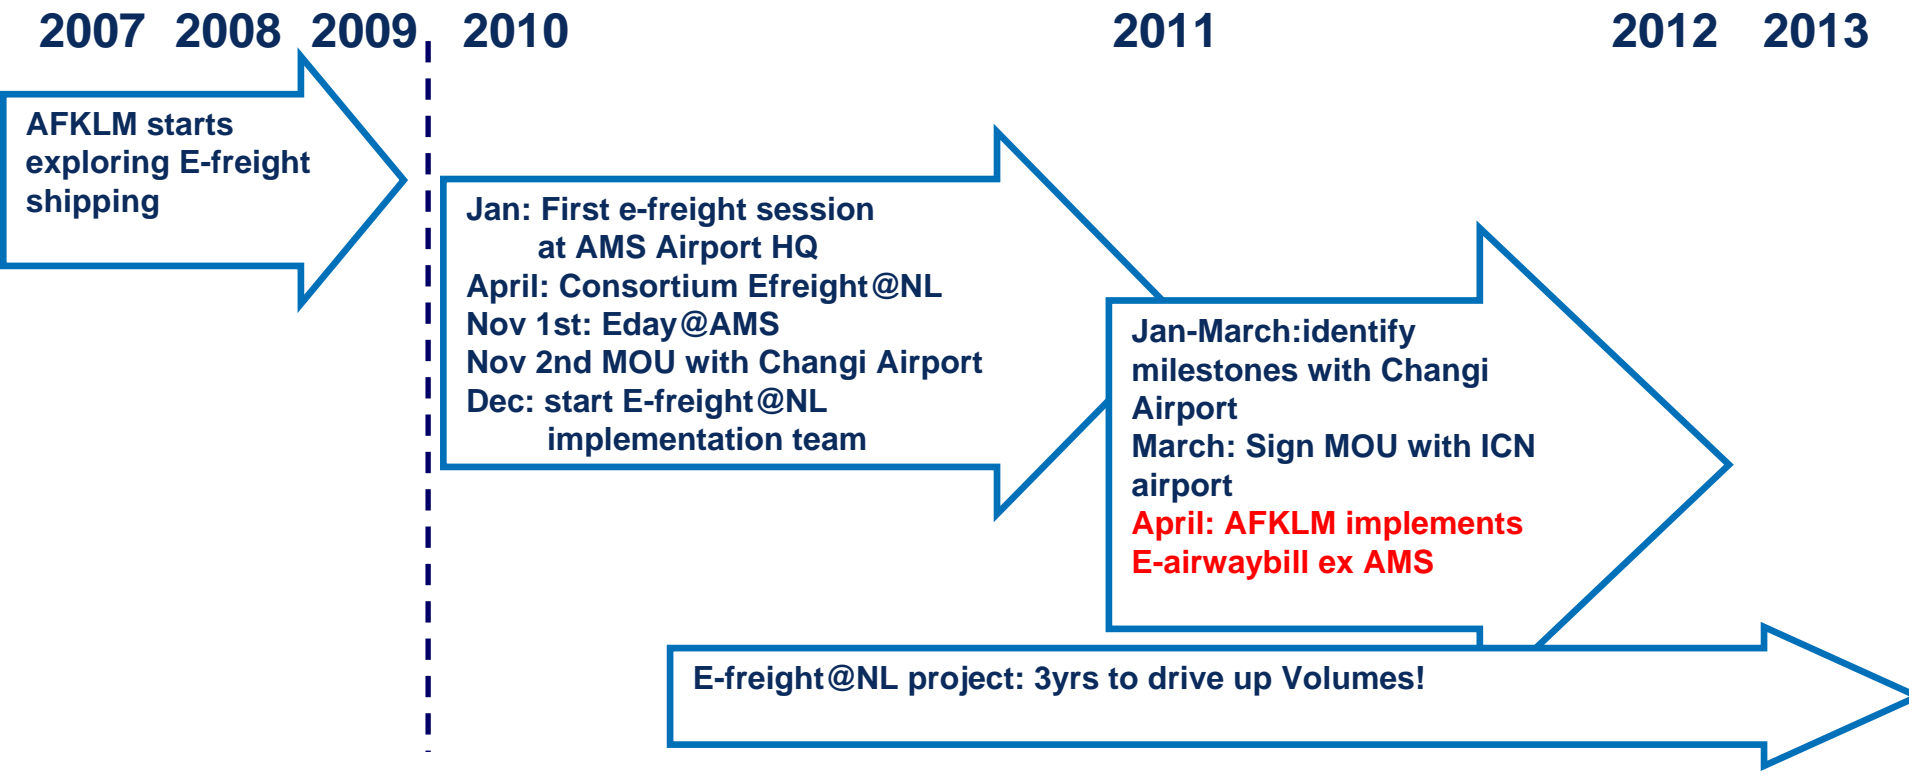 2007 2008 2009 2010 2011 2012 2013
AFKLM starts
exploring E-freight
shipping
Jan: First e-freight session
at AMS Airport HQ
April: Consortium Efreight@NL
Nov 1st: Eday@AMS
Nov 2nd MOU with Changi Airport
Dec: start E-freight@NL
implementation team
Jan-March:identify
milestones with Changi
Airport
March: Sign MOU with ICN
airport
April: AFKLM implements
E-airwaybill ex AMS
E-freight@NL project: 3yrs to drive up Volumes!